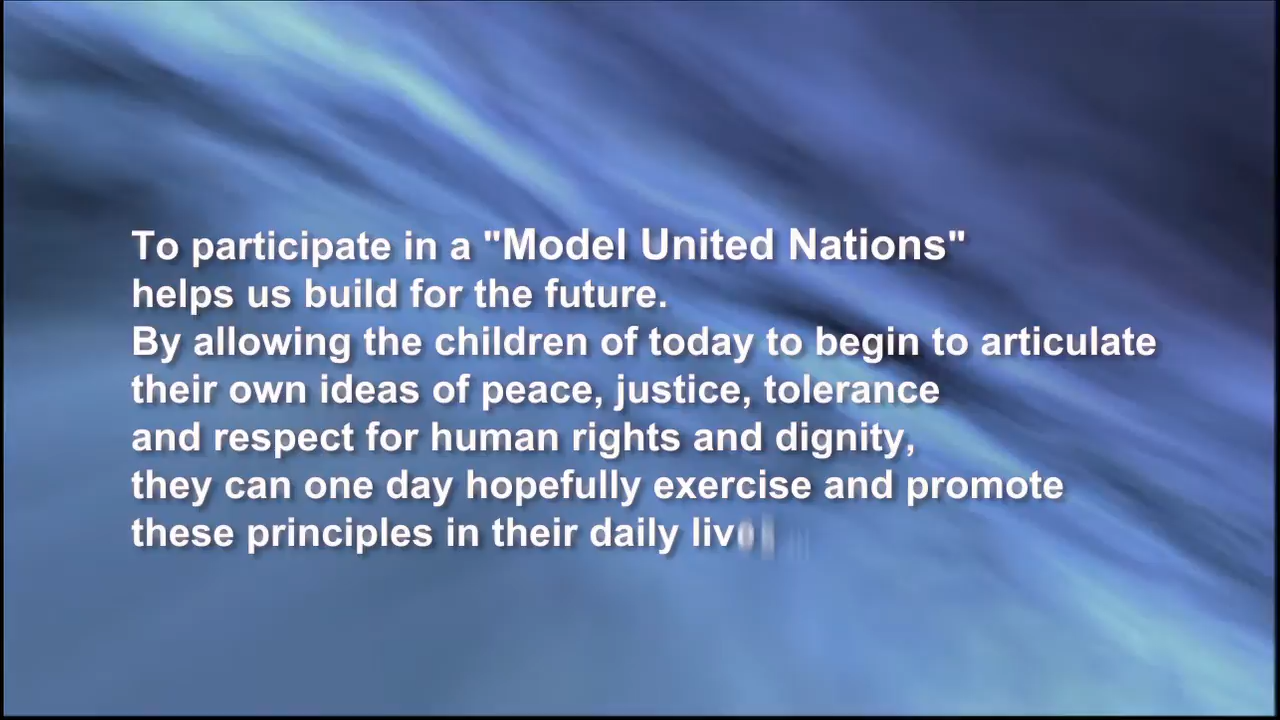 To participate in a "Model United Nations"
helps us build for the future.
By allowing the children of today to begin to articulate
their own ideas of peace, justice, tolerance
and respect for human rights and dignity,
they can one day hopefully exercise and promote
these principles in their daily